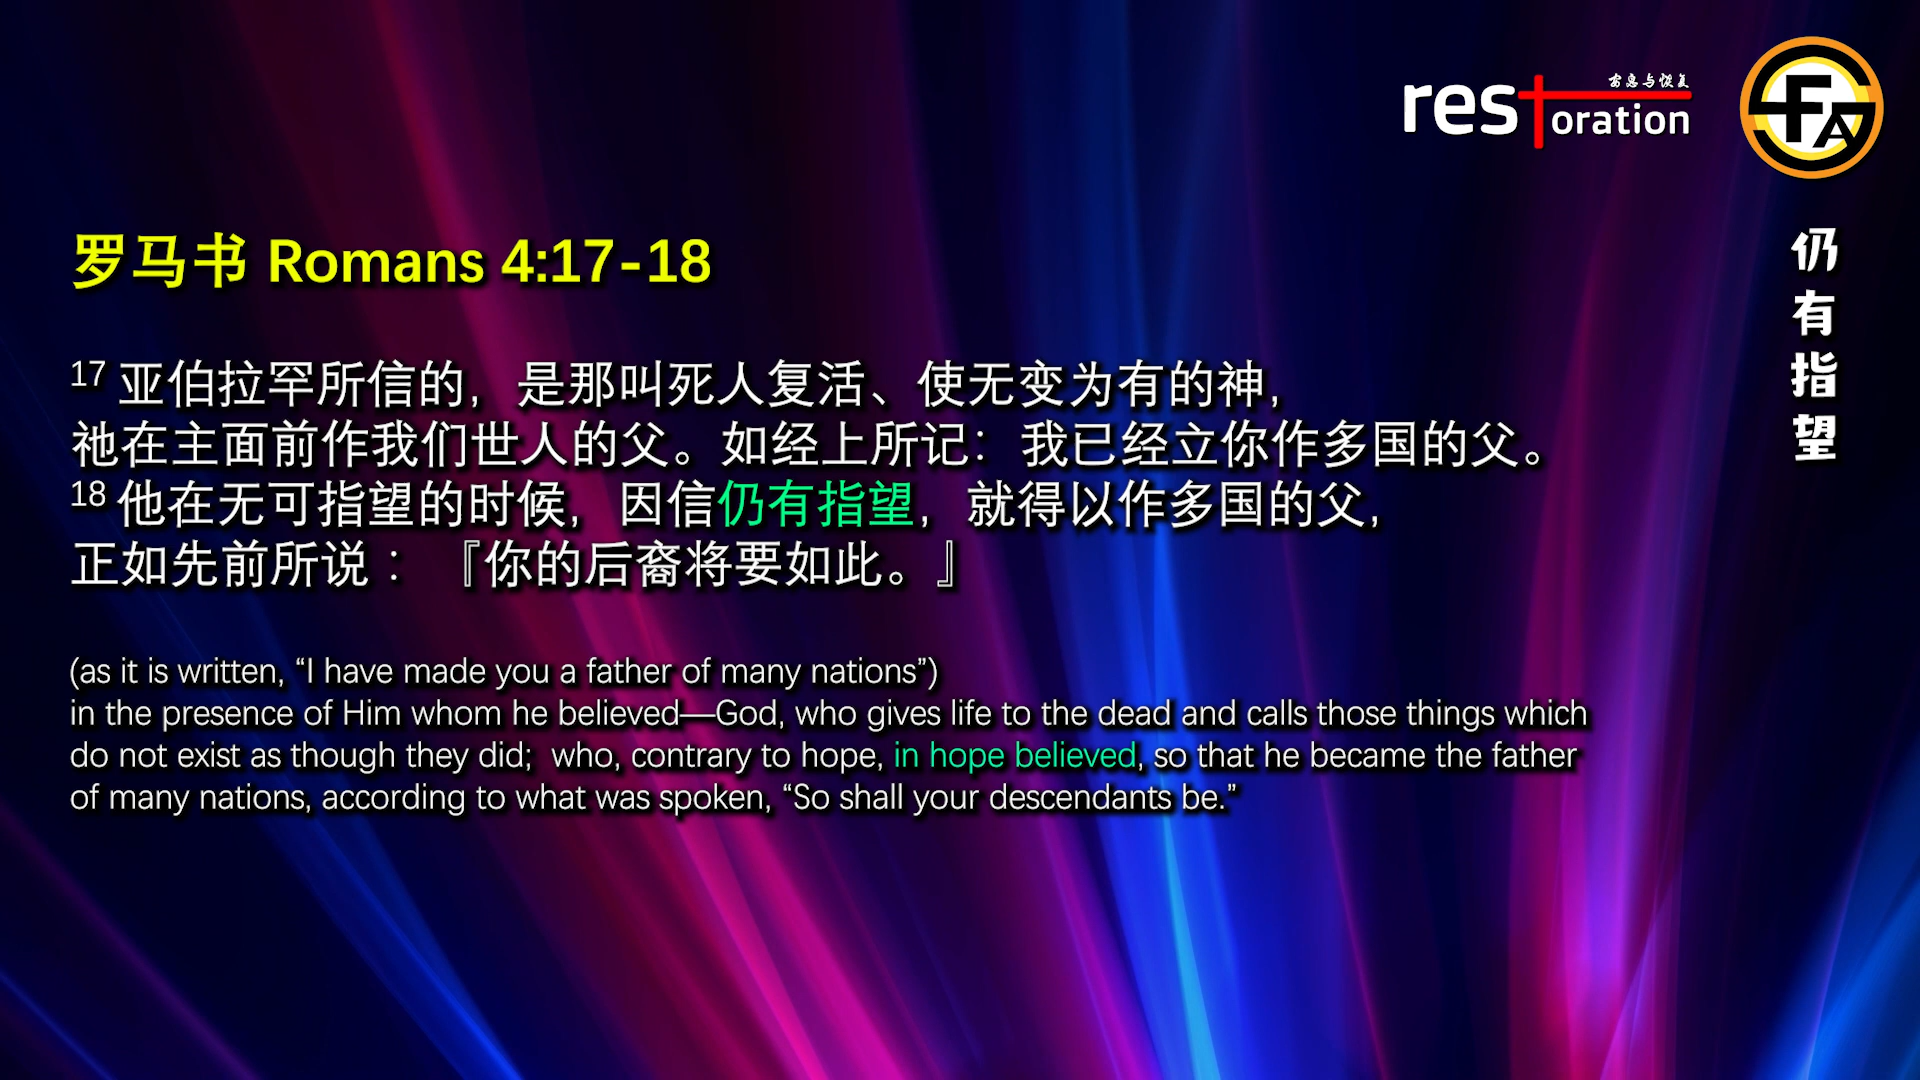 安息与恢复
restoration
SFA
罗马书 Romans 4:17-18
仍有指望
17 亚伯拉罕所信的，是那叫死人复活、使无变为有的神，
祂在主面前作我们世人的父。如经上所记：我已经立你作多国的父。
18 他在无可指望的时候，因信仍有指望，就得以作多国的父，
正如先前所说 ： 『你的后裔将要如此。』
(as it is written, “I have made you a father of many nations”)
in the presence of Him whom he believed—God, who gives life to the dead and calls those things which
do not exist as though they did;  who, contrary to hope, in hope believed, so that he became the father
of many nations, according to what was spoken, “So shall your descendants be.”